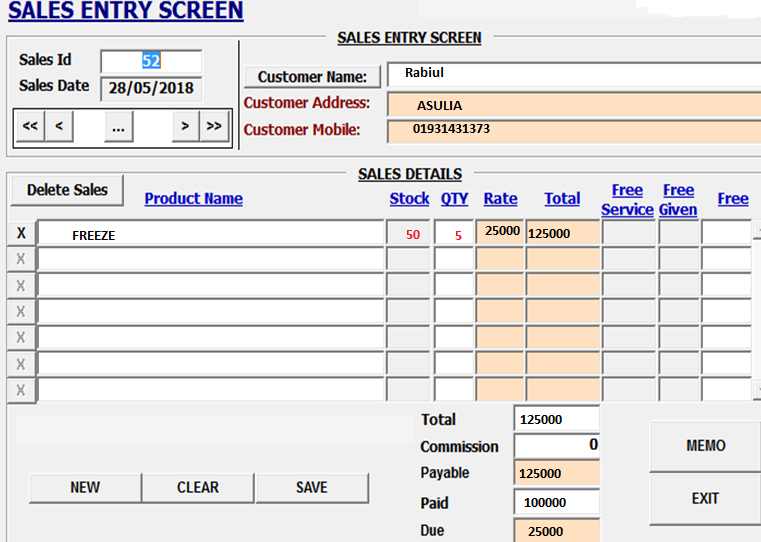 SALES ENTRY SCREEN
SALES ENTRY SCREEN
Sales Id 52
Sales Date 28/05/2018
<< < ... > >>
Customer Name: Rabiul
Customer Address: ASULIA
Customer Mobile: 01931431373
SALES DETAILS
Delete Sales
Product Name Stock QTY Rate Total Free Service Free Given Free
X FREEZE 50 5 25000 125000
X
X
X
X
X
X
Total 125000
Commission 0
Payable 125000
Paid 100000
Due 25000
NEW CLEAR SAVE
MEMO
EXIT